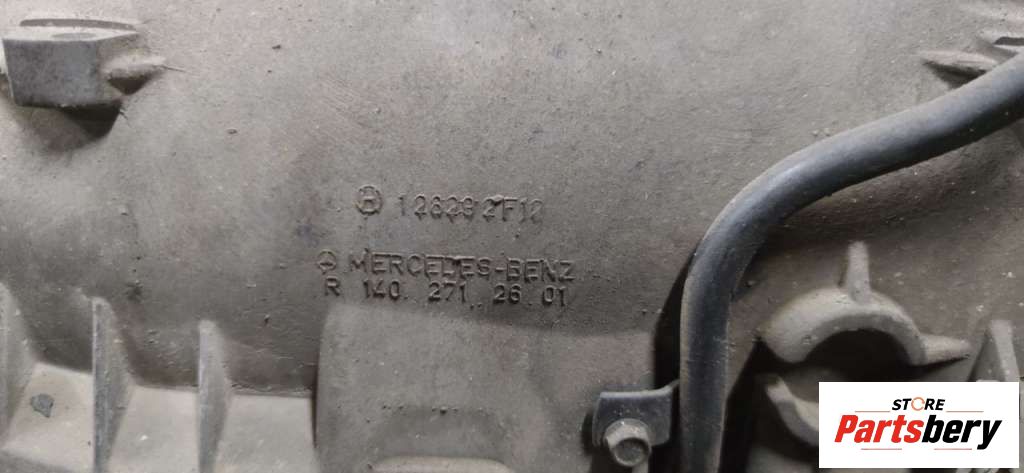 MERCEDES-BENZ
R 140 271 26 01
STORE
Partsbery